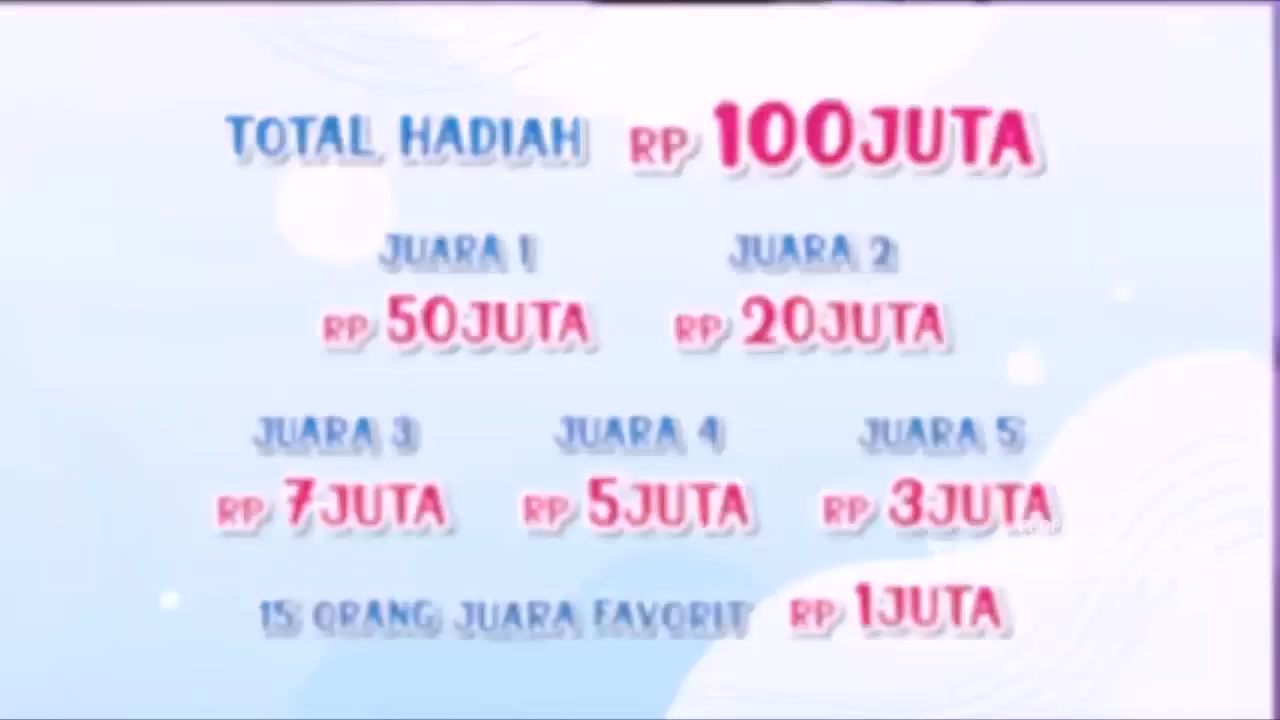 TOTAL HADIAH RP 100JUTA
JUARA 1 JUARA 2
RP 50JUTA RP 20JUTA
JUARA 3 JUARA 4 JUARA 5
RP 7JUTA RP 5JUTA RP 3JUTA
15 ORANG JUARA FAVORIT RP 1JUTA